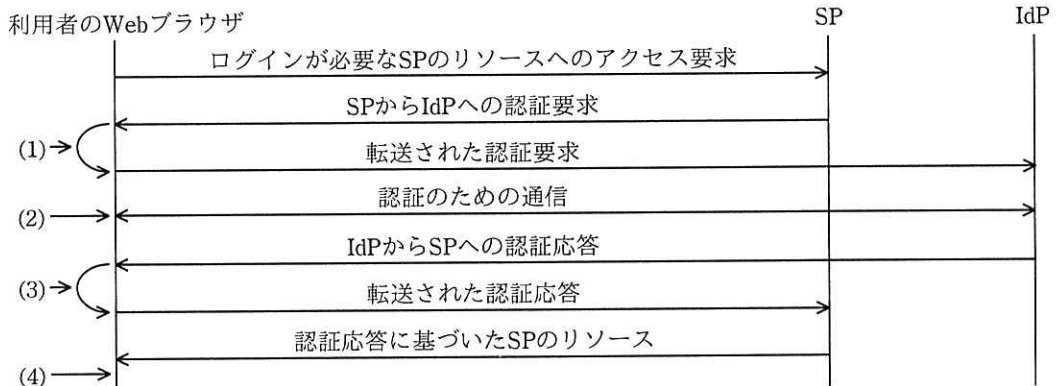 利用者のWebブラウザ SP IdP
ログインが必要なSPのリソースへのアクセス要求
SPからIdPへの認証要求
(1)
転送された認証要求
認証のための通信
(2)
IdPからSPへの認証応答
(3)
転送された認証応答
認証応答に基づいたSPのリソース
(4)